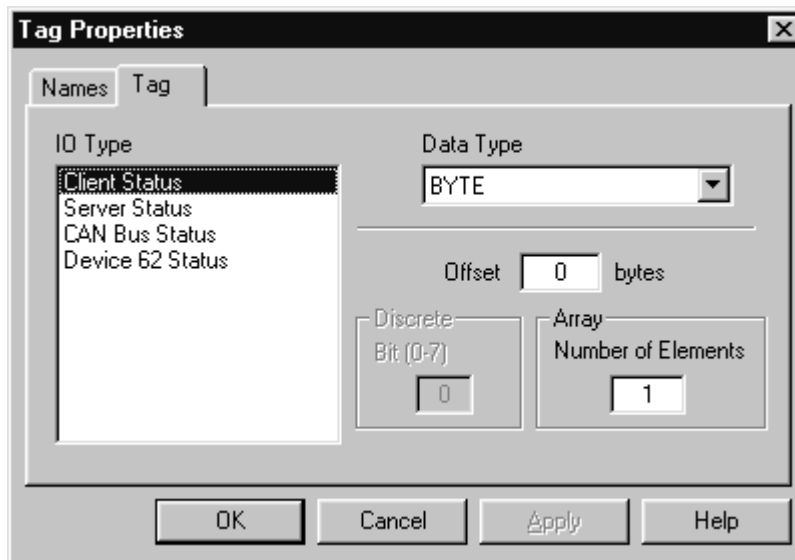 Tag Properties
Names Tag
IO Type
Client Status
Server Status
CAN Bus Status
Device 62 Status
Data Type
BYTE
Offset 0 bytes
Discrete
Bit (0-7)
0
Array
Number of Elements
1
OK Cancel Apply Help